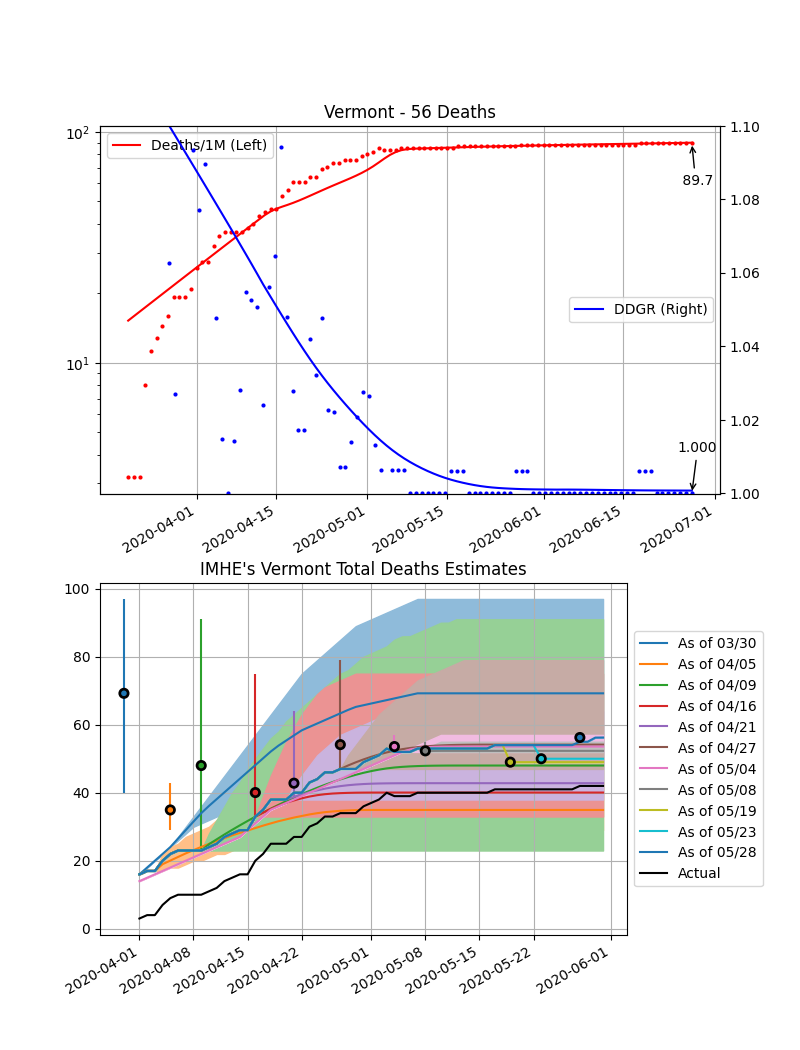 Vermont - 56 Deaths
10²
10¹
Deaths/1M (Left)
DDGR (Right)
89.7
1.000
1.10
1.08
1.06
1.04
1.02
1.00
2020-04-01
2020-04-15
2020-05-01
2020-05-15
2020-06-01
2020-06-15
2020-07-01
IMHE's Vermont Total Deaths Estimates
100
80
60
40
20
0
2020-04-01
2020-04-08
2020-04-15
2020-04-22
2020-05-01
2020-05-08
2020-05-15
2020-05-22
2020-06-01
As of 03/30
As of 04/05
As of 04/09
As of 04/16
As of 04/21
As of 04/27
As of 05/04
As of 05/08
As of 05/19
As of 05/23
As of 05/28
Actual